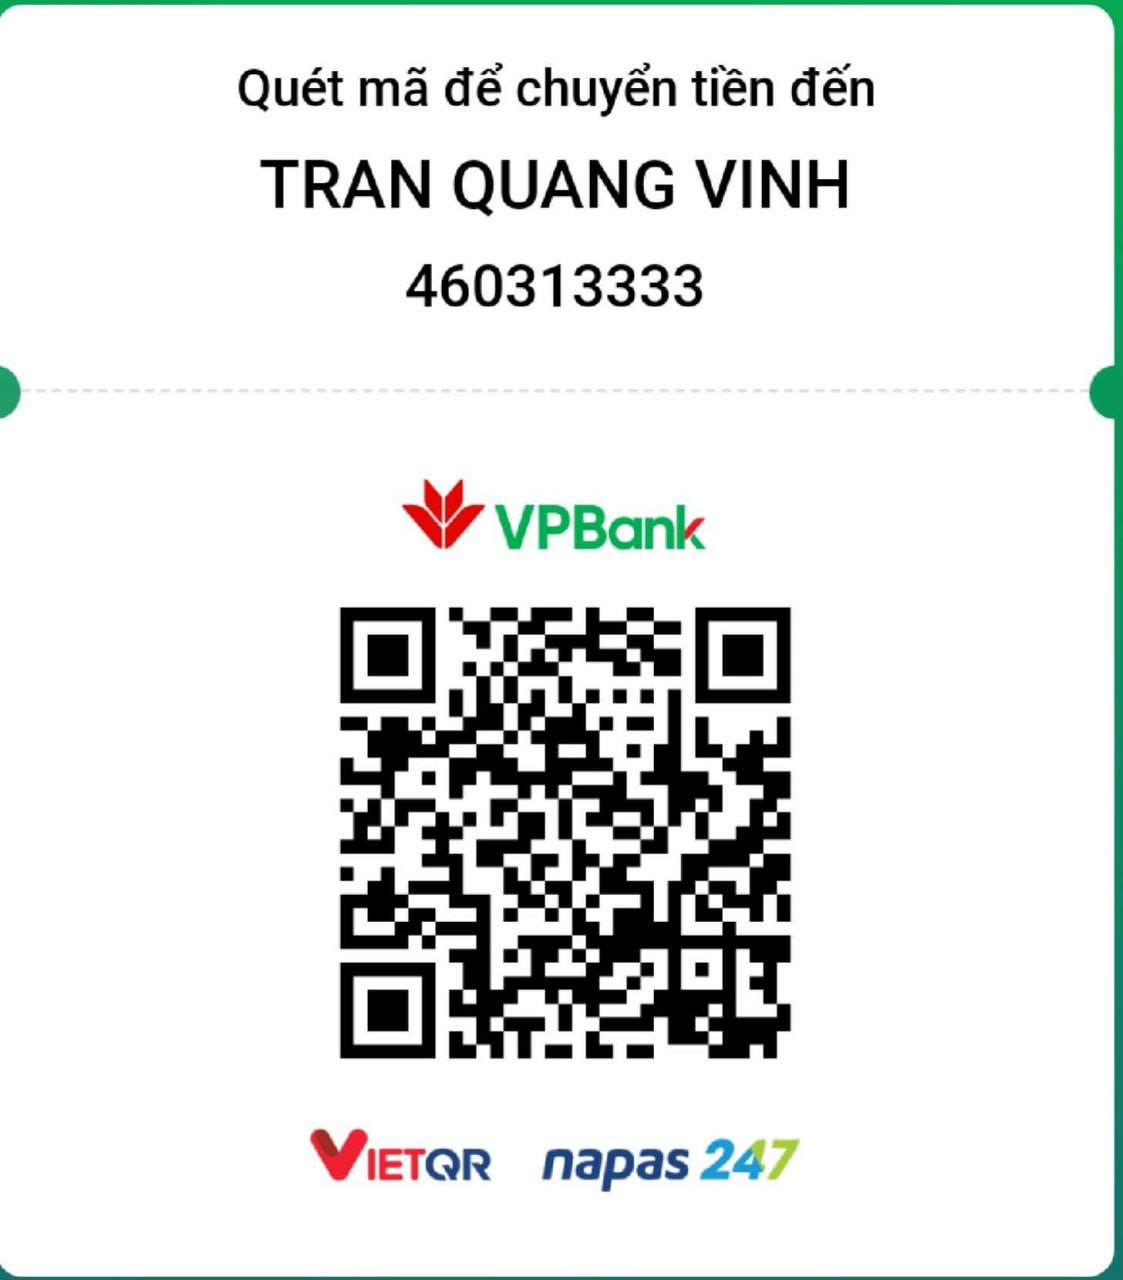 Quét mã để chuyển tiền đến
TRAN QUANG VINH
460313333
VPBank
VIETQR napas 247